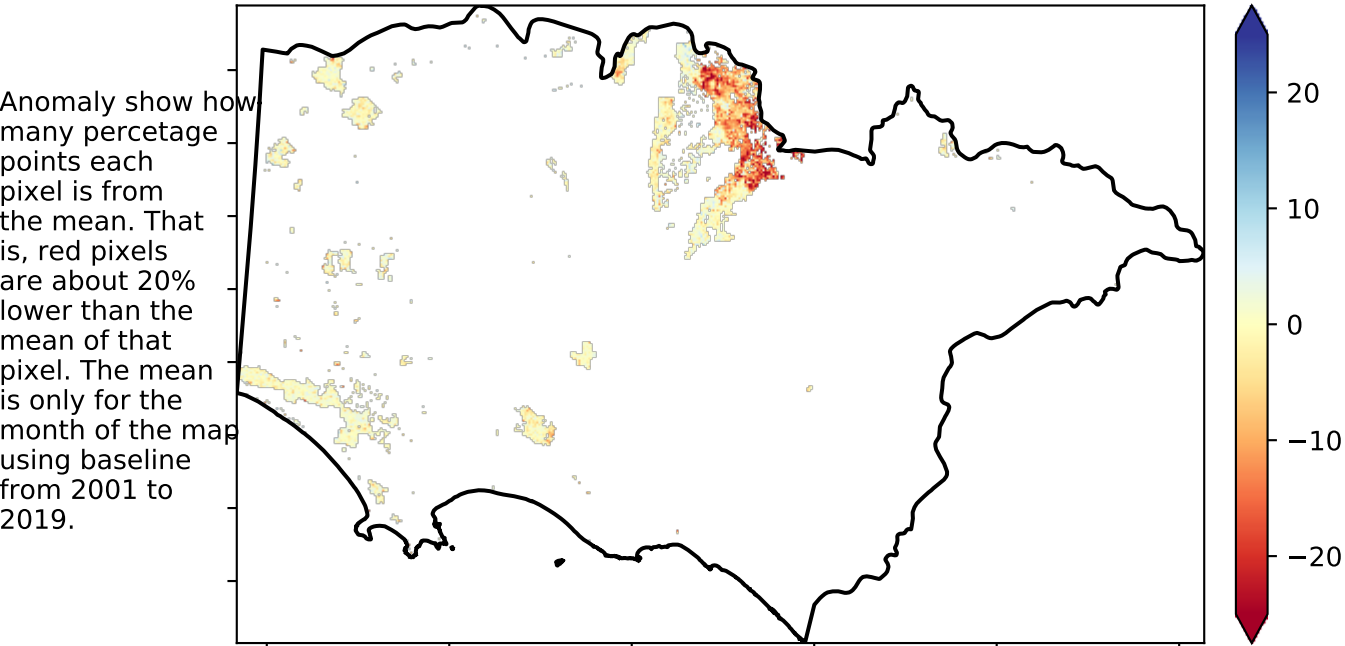 Anomaly show how
many percetage
points each
pixel is from
the mean. That
is, red pixels
are about 20%
lower than the
mean of that
pixel. The mean
is only for the
month of the map
using baseline
from 2001 to
2019.
20
10
0
−10
−20